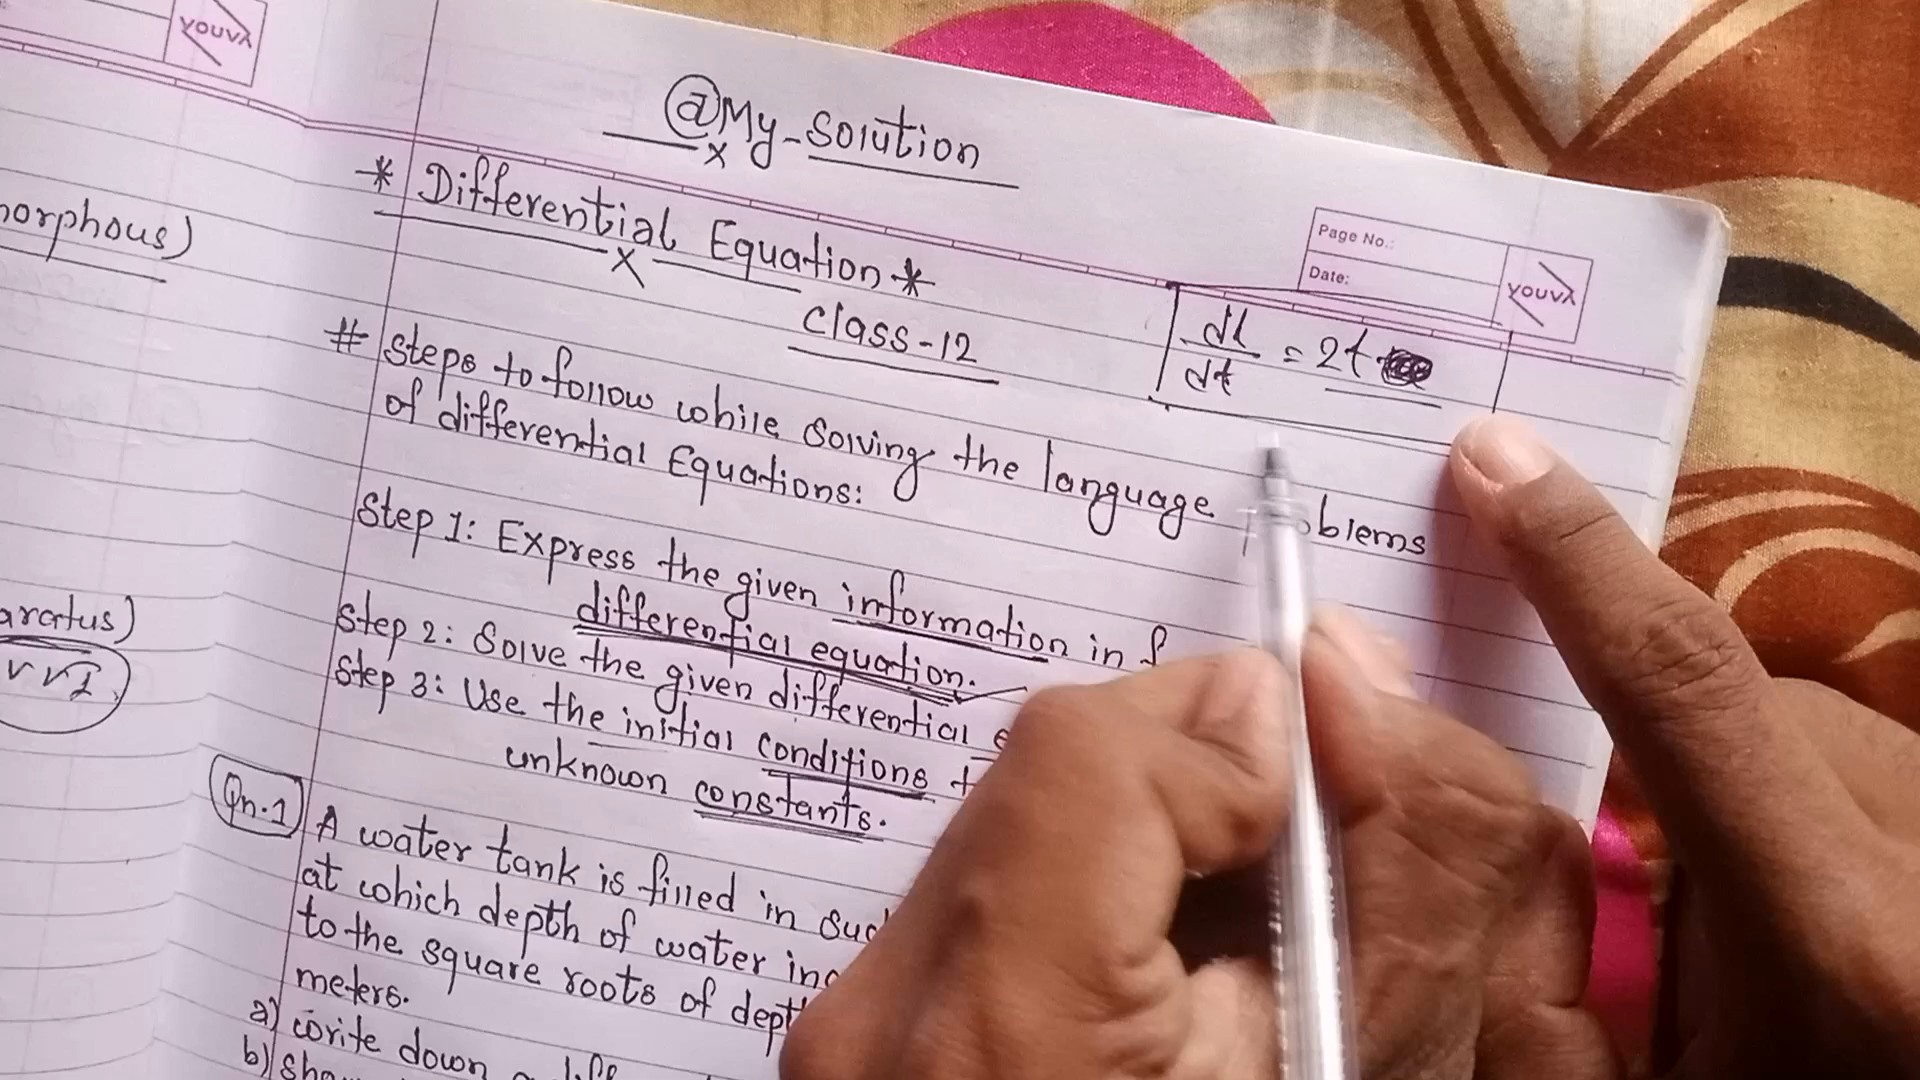 YOUVA
@My-Solution
* Differential Equation *
Class-12
Page No.:
Date:
YOUVA
= 2t
# Steps to follow while solving the language
of differential Equations:
Step 1: Express the given information in
differential equation.
Step 2: Solve the given differential
Step 3: Use the initial conditions
unknown constants.
Qn.1 A water tank is filled in
at which depth of water
to the square roots of
meters.
a) write down a
b)
norphous)